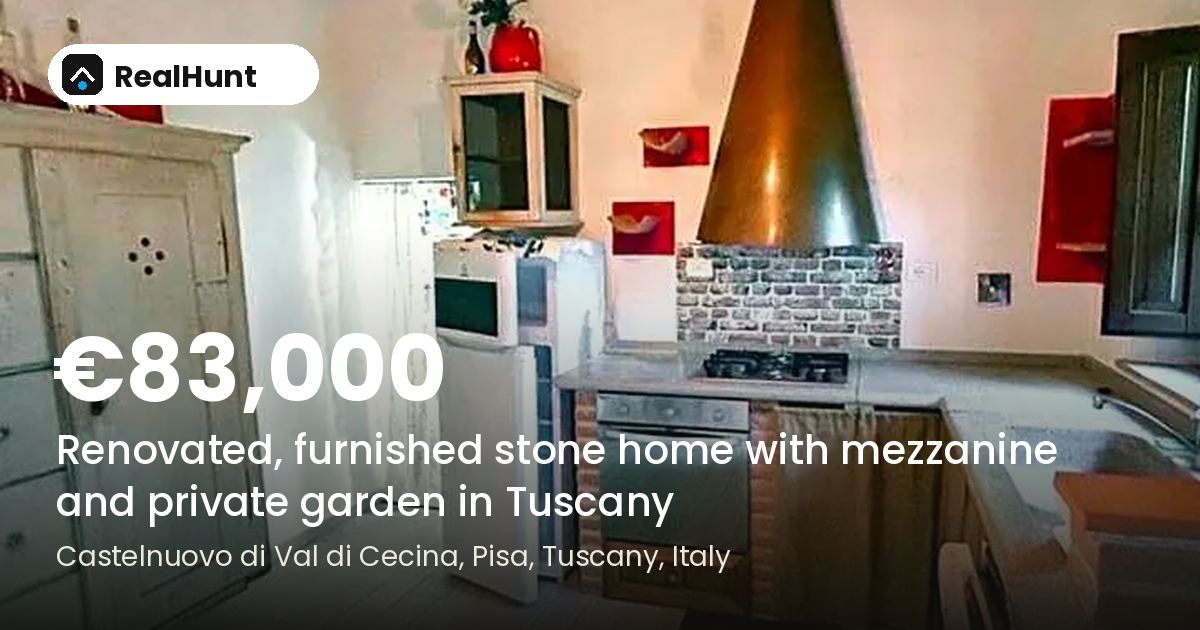 RealHunt
€83,000
Renovated, furnished stone home with mezzanine
and private garden in Tuscany
Castelnuovo di Val di Cecina, Pisa, Tuscany, Italy